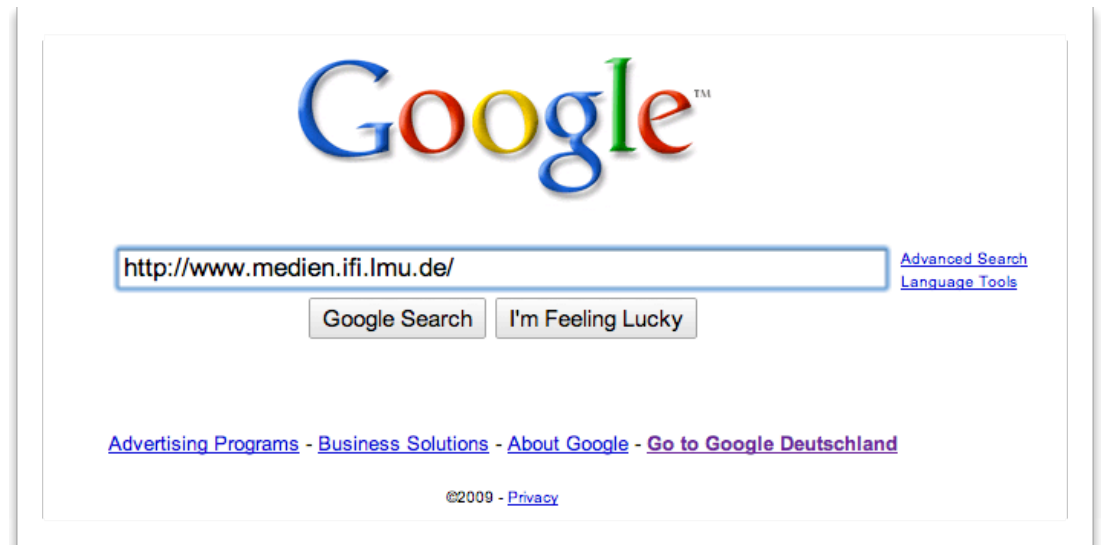 Google™
http://www.medien.ifi.lmu.de/
Advanced Search
Language Tools
Google Search
I'm Feeling Lucky
Advertising Programs - Business Solutions - About Google - Go to Google Deutschland
©2009 - Privacy